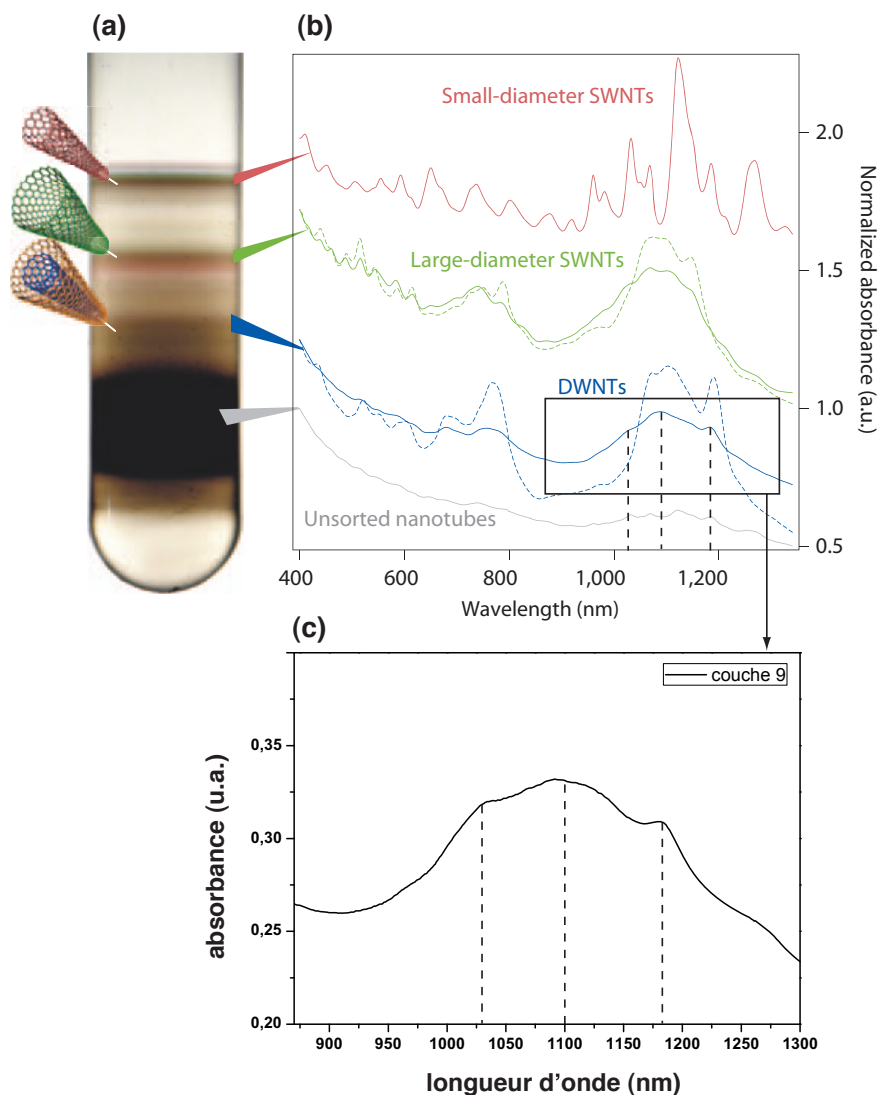 (a)
(b)
Small-diameter SWNTs
Large-diameter SWNTs
DWNTs
Unsorted nanotubes
2.0
1.5
1.0
0.5
Normalized absorbance (a.u.)
400 600 800 1,000 1,200
Wavelength (nm)
(c)
couche 9
0,35
0,30
0,25
0,20
absorbance (u.a.)
900 950 1000 1050 1100 1150 1200 1250 1300
longueur d'onde (nm)